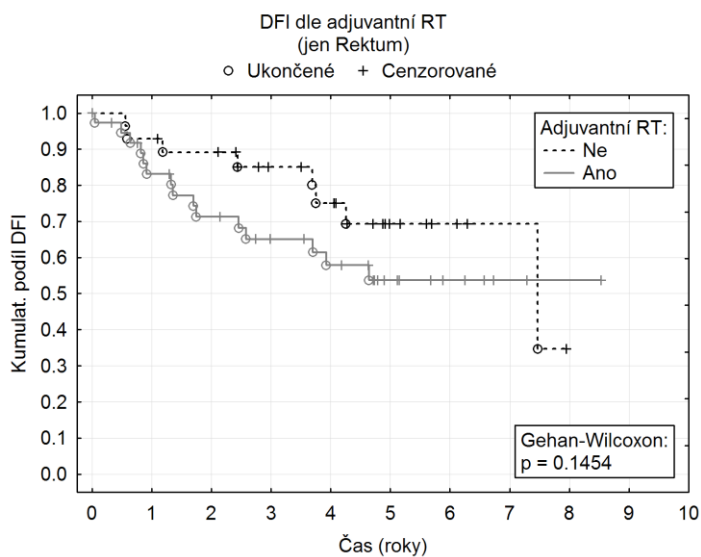 DFI dle adjuvantní RT
(jen Rektum)
Ukončené + Cenzorované
Kumulat. podíl DFI
1.0
0.9
0.8
0.7
0.6
0.5
0.4
0.3
0.2
0.1
0.0
Adjuvantní RT:
Ne
Ano
Gehan-Wilcoxon:
p = 0.1454
0 1 2 3 4 5 6 7 8 9 10
Čas (roky)